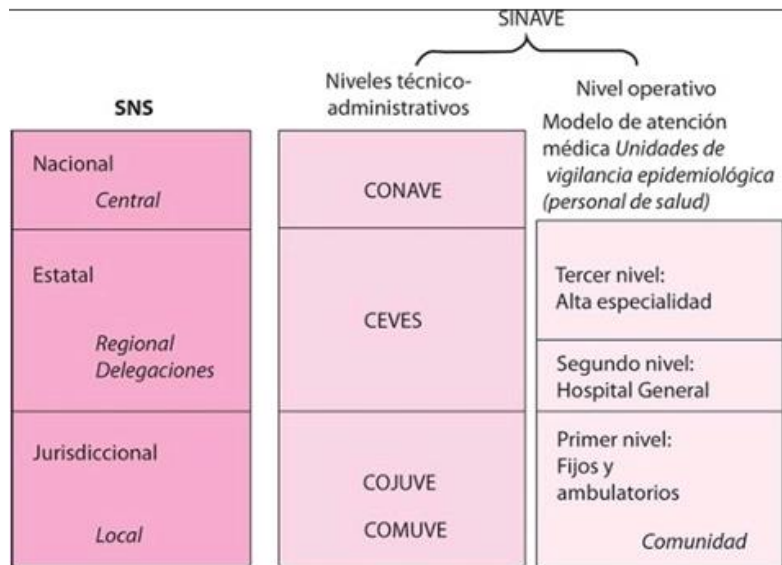 SINAVE
SNS
Nacional
Central
Estatal
Regional
Delegaciones
Jurisdiccional
Local
Niveles técnico-
administrativos
CONAVE
CEVES
COJUVE
COMUVE
Nivel operativo
Modelo de atención
médica Unidades de
vigilancia epidemiológica
(personal de salud)
Tercer nivel:
Alta especialidad
Segundo nivel:
Hospital General
Primer nivel:
Fijos y
ambulatorios
Comunidad